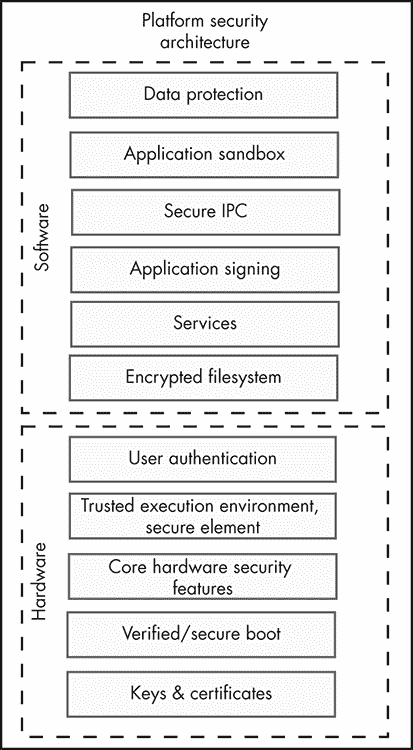 Platform security
architecture
Software
Data protection
Application sandbox
Secure IPC
Application signing
Services
Encrypted filesystem
Hardware
User authentication
Trusted execution environment,
secure element
Core hardware security
features
Verified/secure boot
Keys & certificates